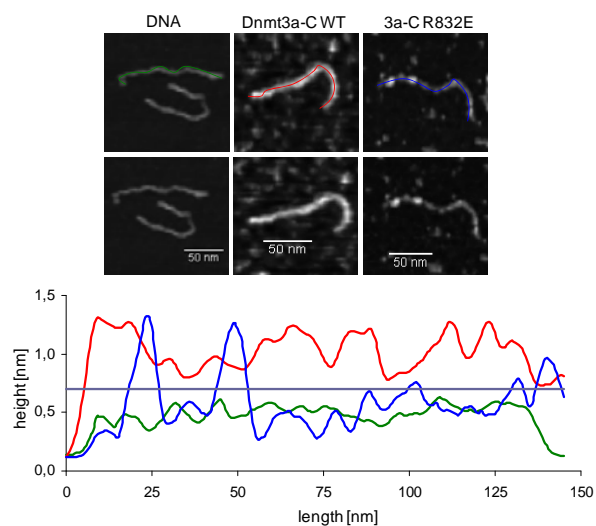 DNA Dnmt3a-C WT 3a-C R832E
50 nm 50 nm 50 nm
1,5
1,0
0,5
0,0
height [nm]
0 25 50 75 100 125 150
length [nm]